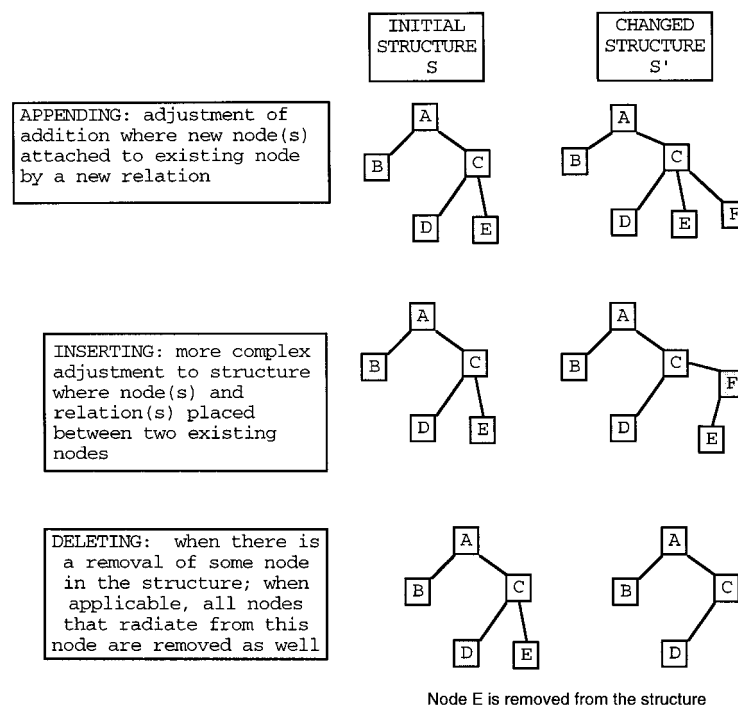 INITIAL
STRUCTURE
S
CHANGED
STRUCTURE
S'
APPENDING: adjustment of
addition where new node(s)
attached to existing node
by a new relation
A
B
C
D
E
A
B
C
D
E
F
INSERTING: more complex
adjustment to structure
where node(s) and
relation(s) placed
between two existing
nodes
A
B
C
D
E
A
B
C
F
D
E
DELETING: when there is
a removal of some node
in the structure; when
applicable, all nodes
that radiate from this
node are removed as well
A
B
C
D
E
A
B
C
D
Node E is removed from the structure